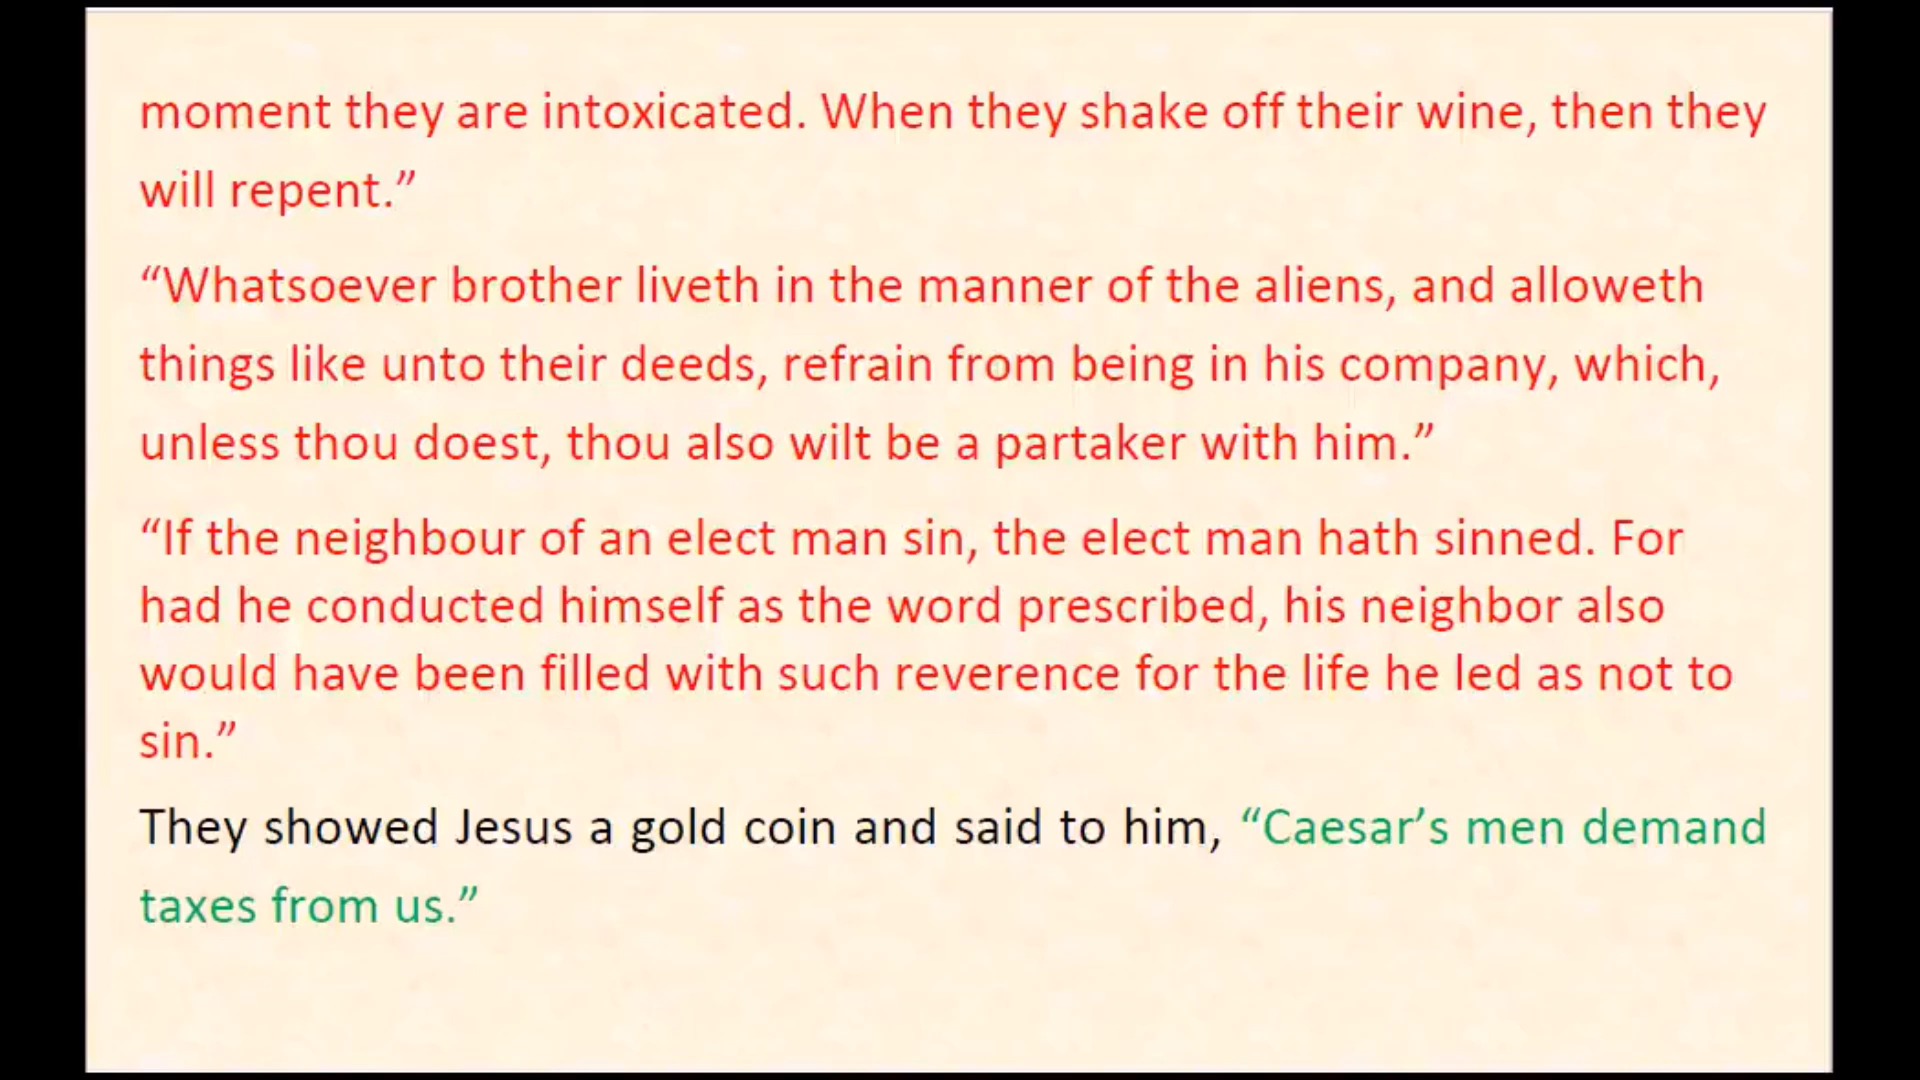 moment they are intoxicated. When they shake off their wine, then they
will repent.”
“Whatsoever brother liveth in the manner of the aliens, and alloweth
things like unto their deeds, refrain from being in his company, which,
unless thou doest, thou also wilt be a partaker with him.”
“If the neighbour of an elect man sin, the elect man hath sinned. For
had he conducted himself as the word prescribed, his neighbor also
would have been filled with such reverence for the life he led as not to
sin.”
They showed Jesus a gold coin and said to him, “Caesar’s men demand
taxes from us.”